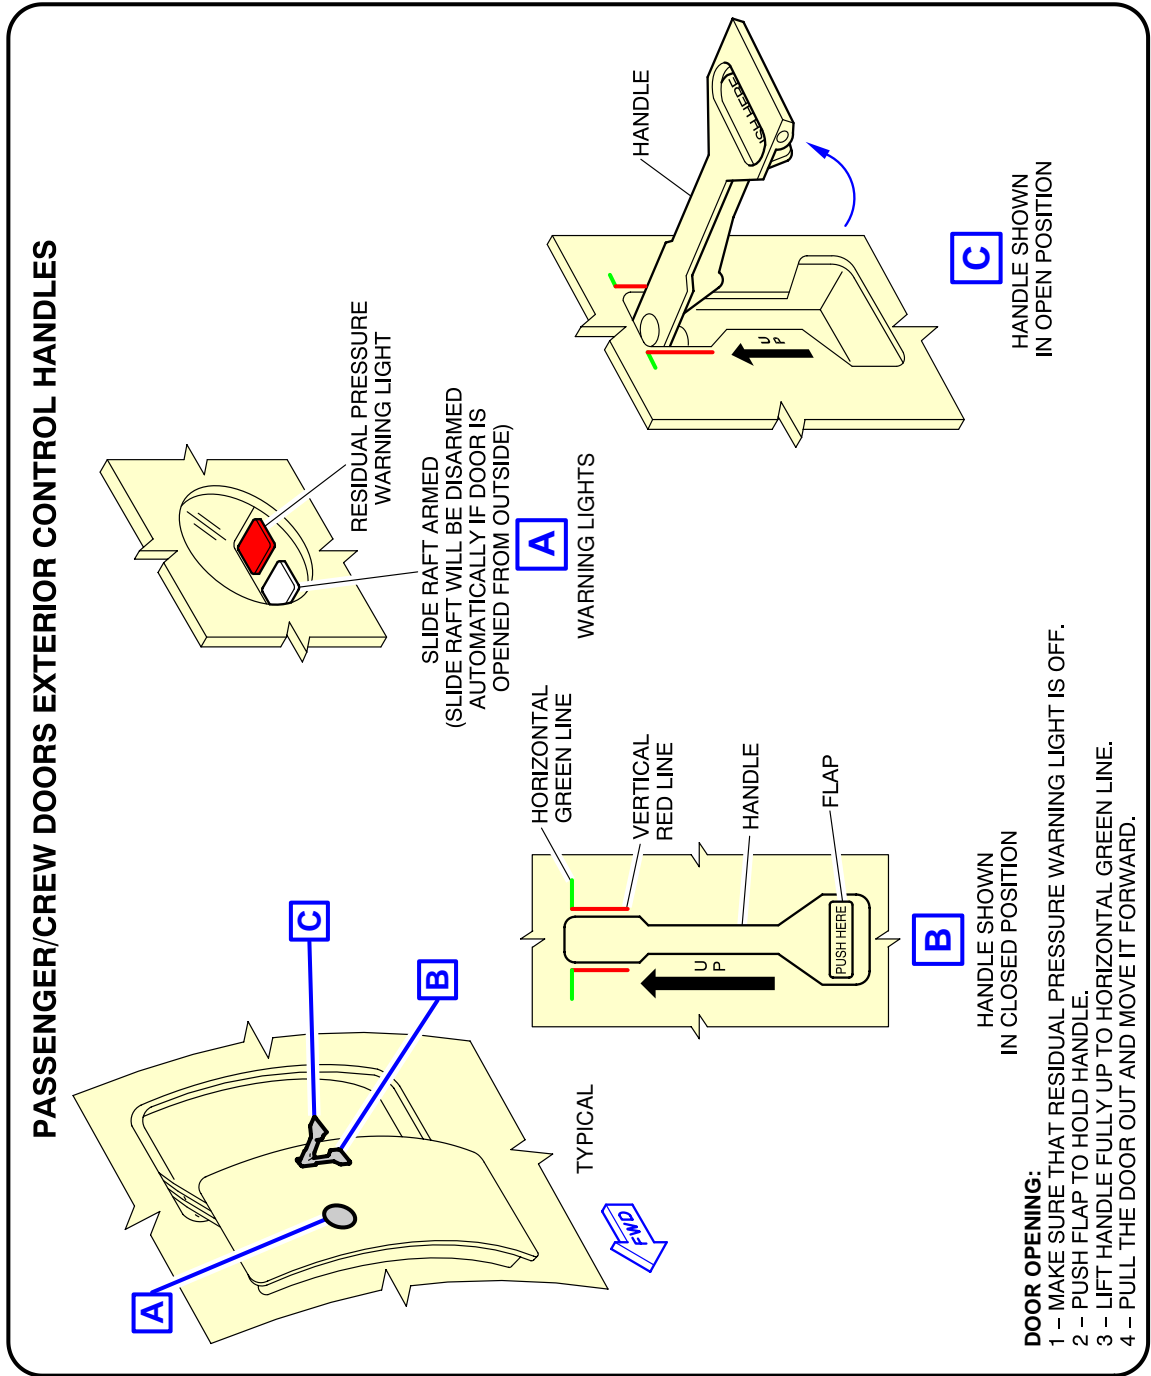 PASSENGER/CREW DOORS EXTERIOR CONTROL HANDLES
A
C
B
TYPICAL
FWD
RESIDUAL PRESSURE
WARNING LIGHT
SLIDE RAFT ARMED
(SLIDE RAFT WILL BE DISARMED
AUTOMATICALLY IF DOOR IS
OPENED FROM OUTSIDE)
A
WARNING LIGHTS
HORIZONTAL
GREEN LINE
VERTICAL
RED LINE
HANDLE
FLAP
UP
PUSH HERE
B
HANDLE SHOWN
IN CLOSED POSITION
HANDLE
USH HERE
UP
C
HANDLE SHOWN
IN OPEN POSITION
DOOR OPENING:
1 – MAKE SURE THAT RESIDUAL PRESSURE WARNING LIGHT IS OFF.
2 – PUSH FLAP TO HOLD HANDLE.
3 – LIFT HANDLE FULLY UP TO HORIZONTAL GREEN LINE.
4 – PULL THE DOOR OUT AND MOVE IT FORWARD.